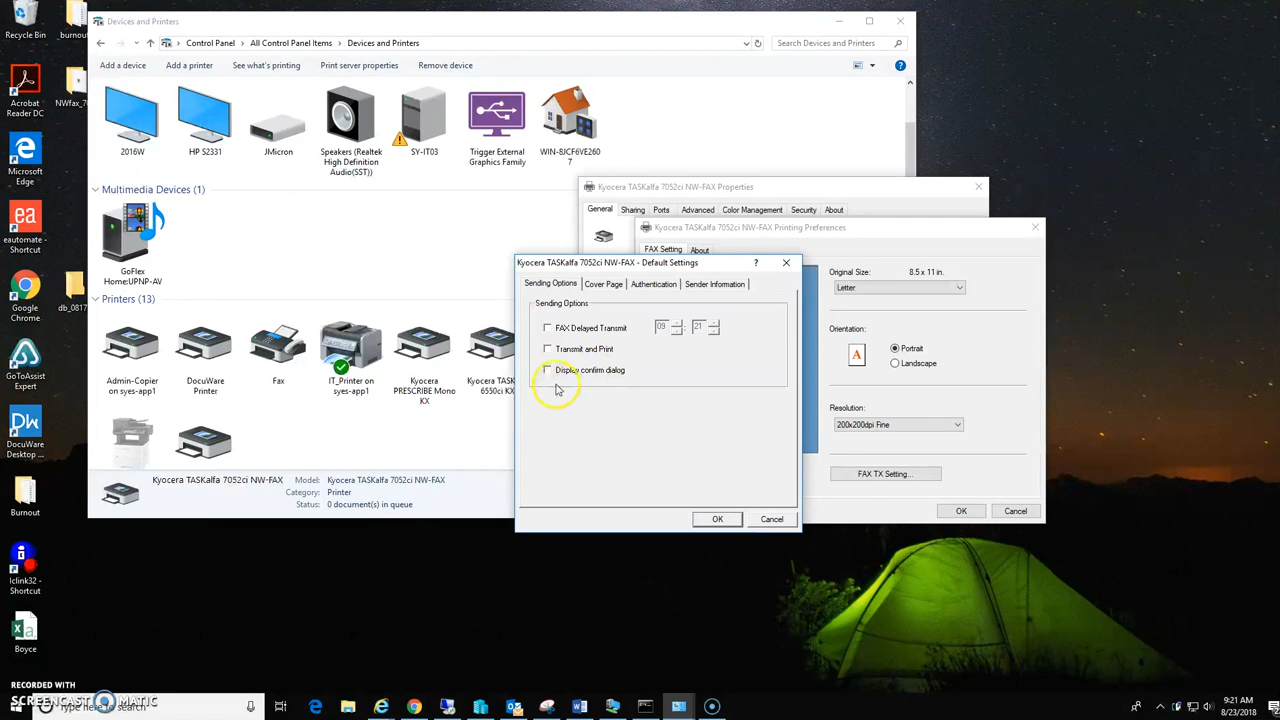 Recycle Bin
_burnout
Acrobat
Reader DC
NWfax_70
Microsoft
Edge
eautomate -
Shortcut
Google
Chrome
db_0817
GoToAssist
Expert
DocuWare
Desktop ...
Burnout
Iclink32 -
Shortcut
Boyce
Devices and Printers
Control Panel
All Control Panel Items
Devices and Printers
Search Devices and Printers
Add a device
Add a printer
See what's printing
Print server properties
Remove device
2016W
HP S2331
JMicron
Speakers (Realtek
High Definition
Audio(SST))
SY-IT03
Trigger External
Graphics Family
WIN-8JCF6VE260
7
Multimedia Devices (1)
GoFlex
Home:UPNP-AV
Printers (13)
Admin-Copier
on syes-app1
DocuWare
Printer
Fax
IT_Printer on
syes-app1
Kyocera
PRESCRIBE Mono
KX
Kyocera TASK
6550ci KX
Kyocera TASKalfa 7052ci NW-FAX
Model:
Kyocera TASKalfa 7052ci NW-FAX
Category:
Printer
Status:
0 document(s) in queue
Kyocera TASKalfa 7052ci NW-FAX Properties
General
Sharing
Ports
Advanced
Color Management
Security
About
Kyocera TASKalfa 7052ci NW-FAX Printing Preferences
FAX Setting
About
Original Size:
8.5 x 11 in.
Letter
Orientation:
A
Portrait
Landscape
Resolution:
200x200dpi Fine
FAX TX Setting...
OK
Cancel
Kyocera TASKalfa 7052ci NW-FAX - Default Settings
Sending Options
Cover Page
Authentication
Sender Information
Sending Options
FAX Delayed Transmit
09 : 21
Transmit and Print
Display confirm dialog
OK
Cancel
RECORDED WITH
SCREENCAST MATIC
Type here to search
9:21 AM
8/23/2018